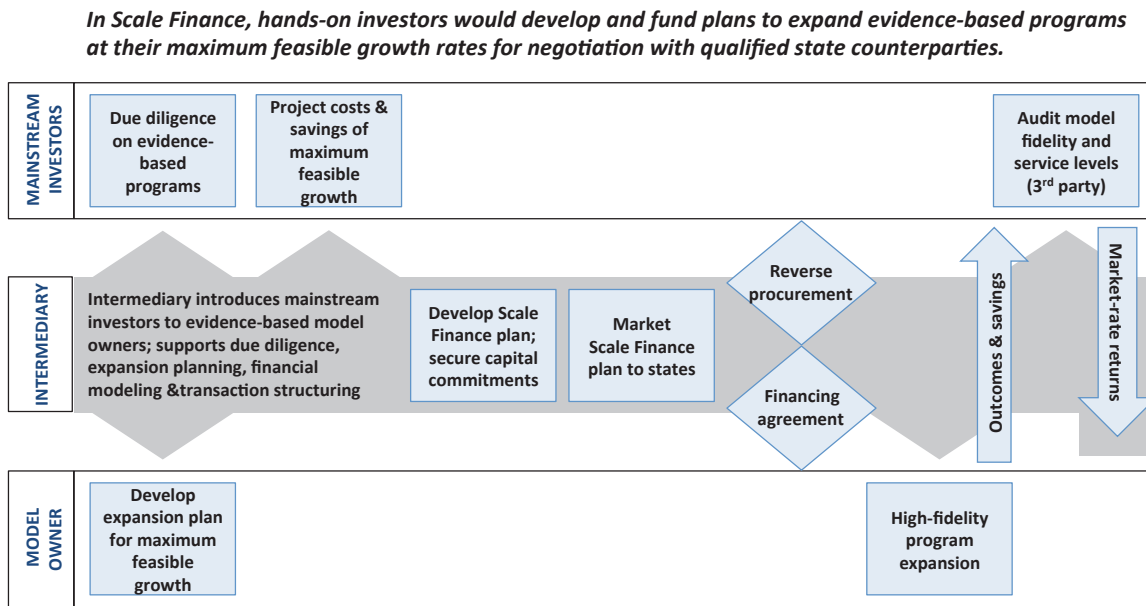 In Scale Finance, hands-on investors would develop and fund plans to expand evidence-based programs
at their maximum feasible growth rates for negotiation with qualified state counterparties.
MAINSTREAM
INVESTORS
Due diligence
on evidence-
based
programs
Project costs &
savings of
maximum
feasible
growth
Audit model
fidelity and
service levels
(3rd party)
INTERMEDIARY
Intermediary introduces mainstream
investors to evidence-based model
owners; supports due diligence,
expansion planning, financial
modeling &transaction structuring
Develop Scale
Finance plan;
secure capital
commitments
Market
Scale Finance
plan to states
Reverse
procurement
Financing
agreement
Outcomes & savings
Market-rate returns
MODEL
OWNER
Develop
expansion plan
for maximum
feasible
growth
High-fidelity
program
expansion